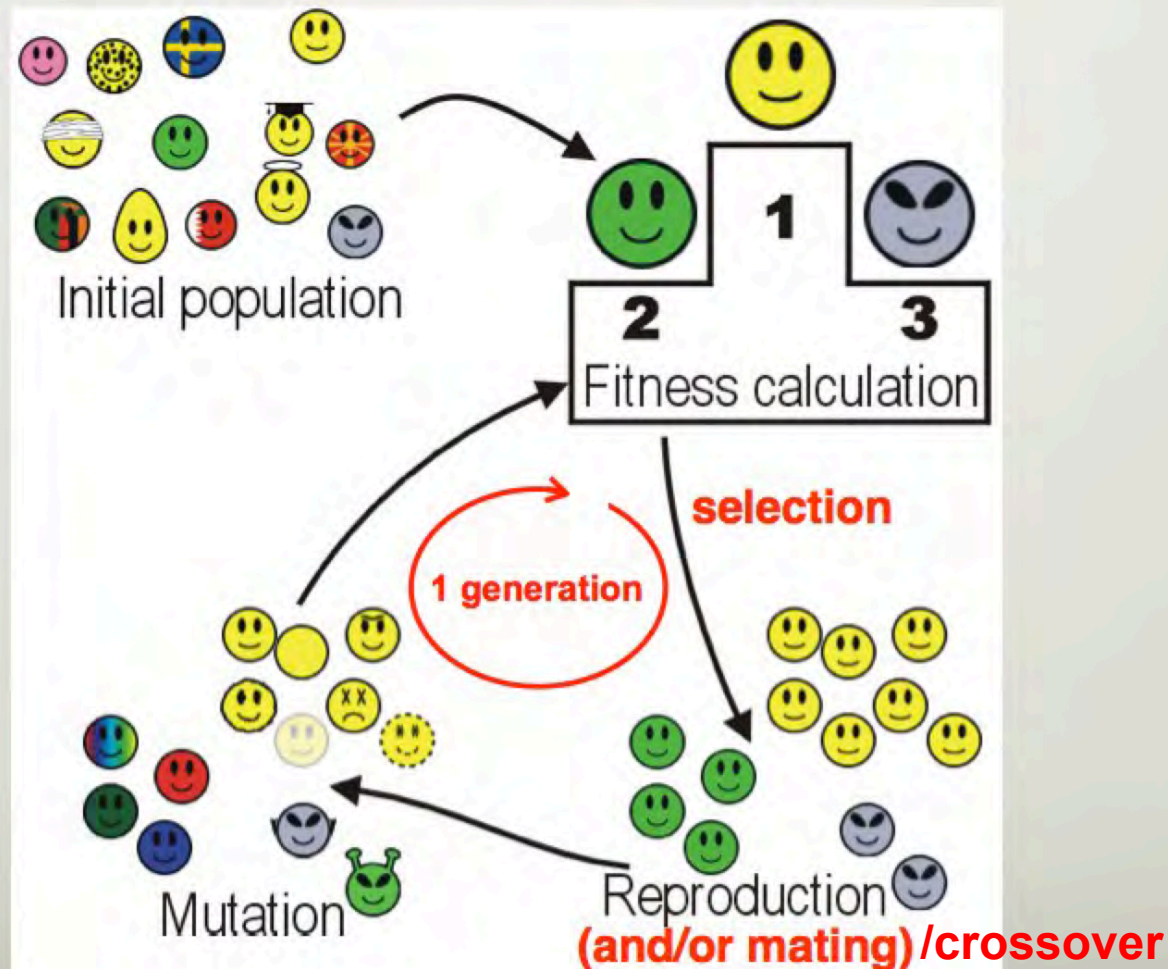 Initial population
1
2
3
Fitness calculation
selection
1 generation
Mutation
Reproduction
(and/or mating) /crossover